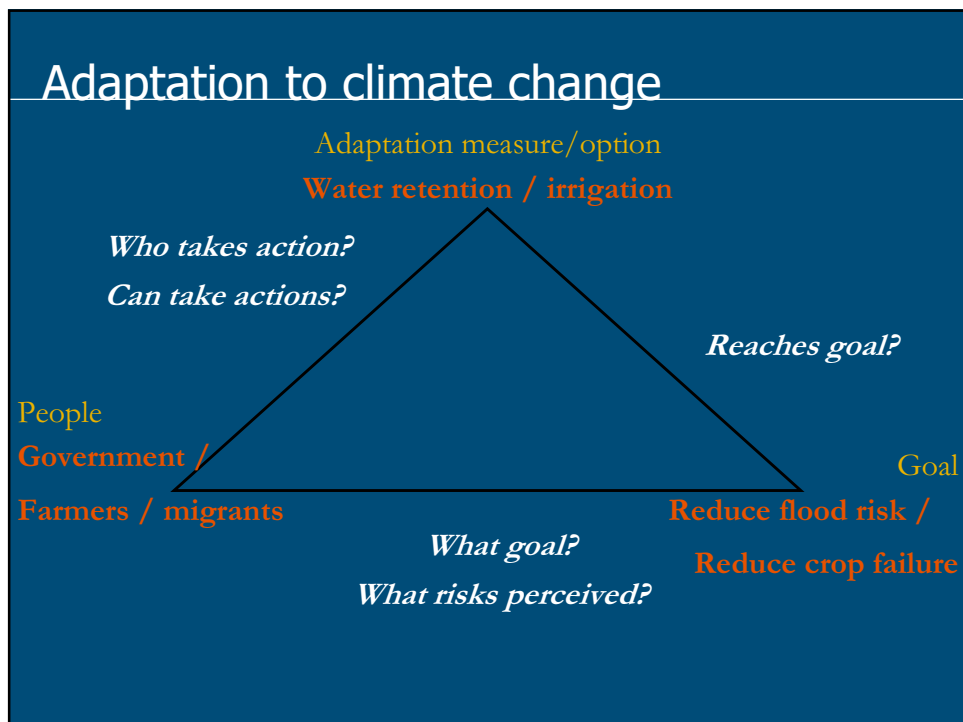 Adaptation to climate change
Adaptation measure/option
Water retention / irrigation
Who takes action?
Can take actions?
Reaches goal?
People
Government /
Farmers / migrants
Goal
Reduce flood risk /
Reduce crop failure
What goal?
What risks perceived?